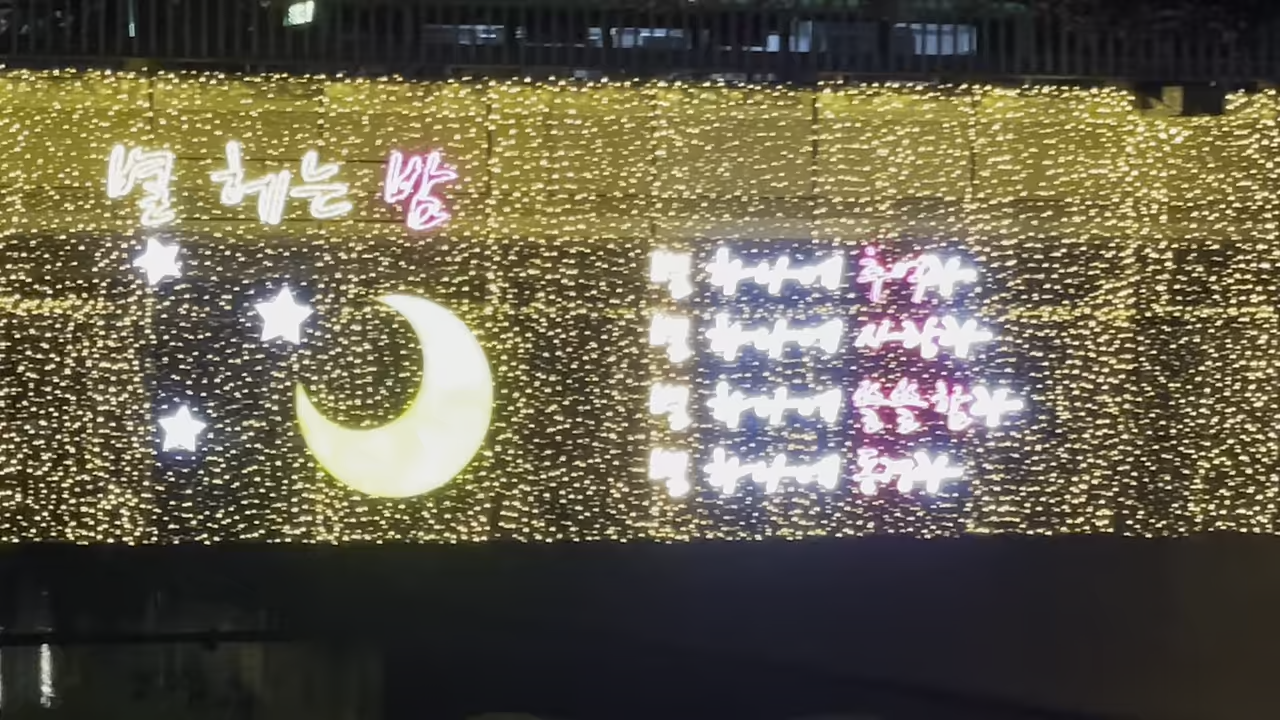 별 헤는 밤
별 하나에 추억과
별 하나에 사랑과
별 하나에 쓸쓸함과
별 하나에 동경과